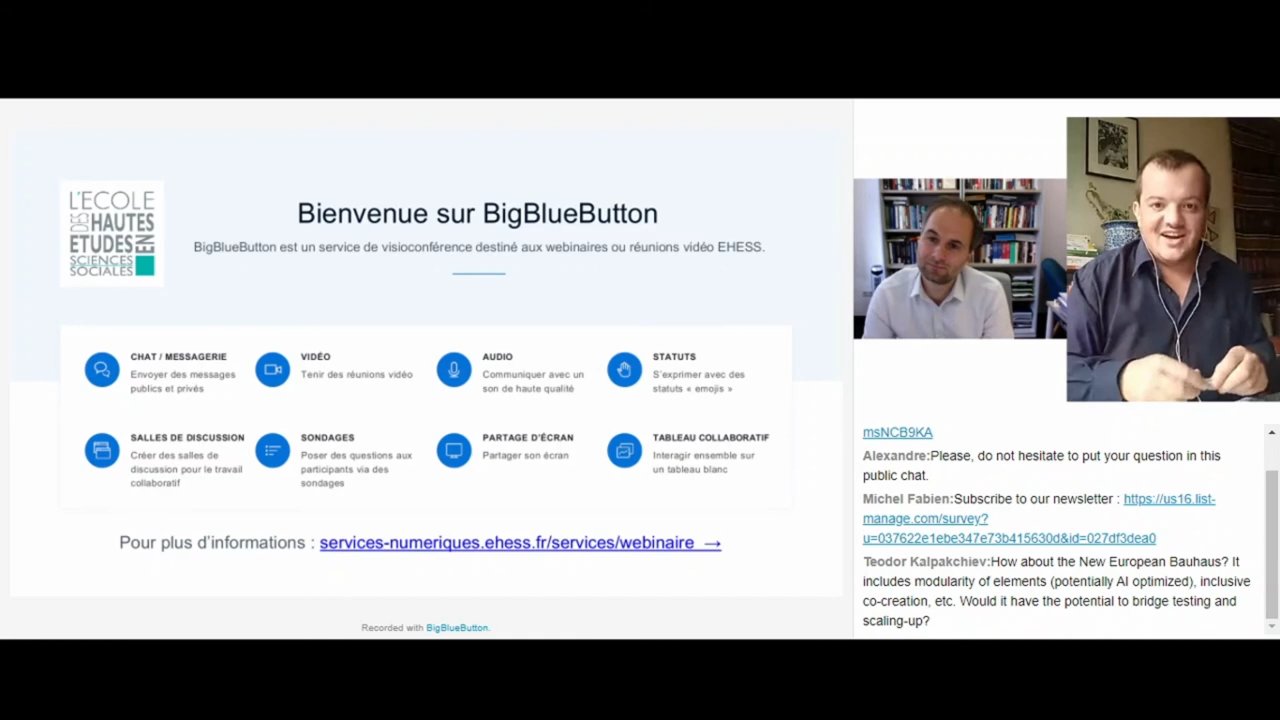 L'ECOLE
DES HAUTES
ETUDES EN
SCIENCES
SOCIALES
Bienvenue sur BigBlueButton
BigBlueButton est un service de visioconférence destiné aux webinaires ou réunions vidéo EHESS.
CHAT / MESSAGERIE
Envoyer des messages
publics et privés
VIDÉO
Tenir des réunions vidéo
AUDIO
Communiquer avec un
son de haute qualité
STATUTS
S'exprimer avec des
statuts « emojis »
SALLES DE DISCUSSION
Créer des salles de
discussion pour le travail
collaboratif
SONDAGES
Poser des questions aux
participants via des
sondages
PARTAGE D'ÉCRAN
Partager son écran
TABLEAU COLLABORATIF
Interagir ensemble sur
un tableau blanc
Pour plus d'informations : services-numeriques.ehess.fr/services/webinaire →
Recorded with BigBlueButton.
msNCB9KA
Alexandre:Please, do not hesitate to put your question in this
public chat.
Michel Fabien:Subscribe to our newsletter : https://us16.list-
manage.com/survey?
u=037622e1ebe347e73b415630d&id=027df3dea0
Teodor Kalpakchiev:How about the New European Bauhaus? It
includes modularity of elements (potentially AI optimized), inclusive
co-creation, etc. Would it have the potential to bridge testing and
scaling-up?